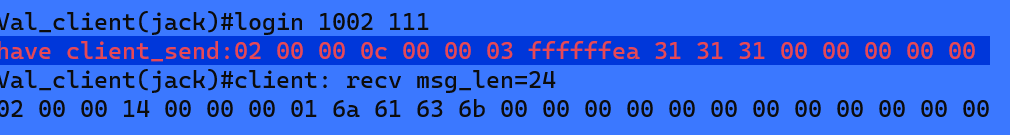 Val_client(jack)#login 1002 111
have client_send:02 00 00 0c 00 00 03 ffffffea 31 31 31 00 00 00 00 00
Val_client(jack)#client: recv msg_len=24
02 00 00 14 00 00 00 01 6a 61 63 6b 00 00 00 00 00 00 00 00 00 00 00 00